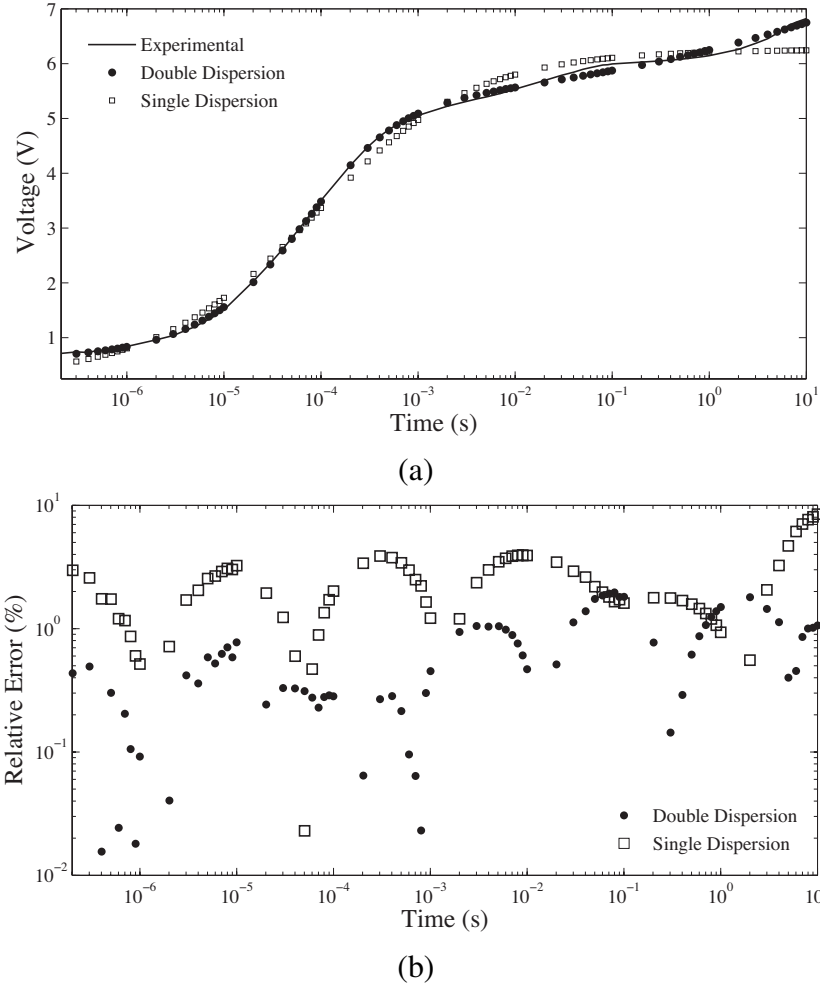 7
6
5
4
3
2
1
Voltage (V)
Experimental
Double Dispersion
Single Dispersion
10⁻⁶ 10⁻⁵ 10⁻⁴ 10⁻³ 10⁻² 10⁻¹ 10⁰ 10¹
Time (s)
(a)
10¹
10⁰
10⁻¹
10⁻²
Relative Error (%)
Double Dispersion
Single Dispersion
10⁻⁶ 10⁻⁵ 10⁻⁴ 10⁻³ 10⁻² 10⁻¹ 10⁰ 10
Time (s)
(b)